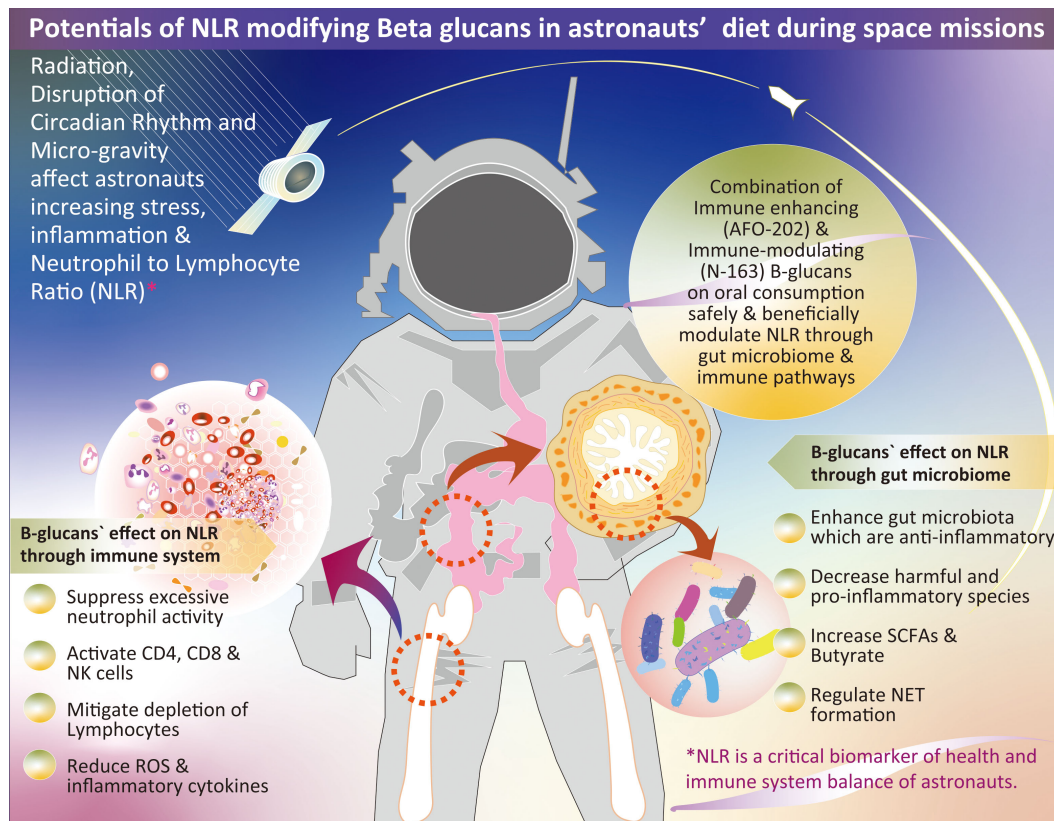 Potentials of NLR modifying Beta glucans in astronauts’ diet during space missions
Radiation,
Disruption of
Circadian Rhythm and
Micro-gravity
affect astronauts
increasing stress,
inflammation &
Neutrophil to Lymphocyte
Ratio (NLR)*
Combination of
Immune enhancing
(AFO-202) &
Immune-modulating
(N-163) B-glucans
on oral consumption
safely & beneficially
modulate NLR through
gut microbiome &
immune pathways
B-glucans` effect on NLR
through immune system
Suppress excessive
neutrophil activity
Activate CD4, CD8 &
NK cells
Mitigate depletion of
Lymphocytes
Reduce ROS &
inflammatory cytokines
B-glucans` effect on NLR
through gut microbiome
Enhance gut microbiota
which are anti-inflammatory
Decrease harmful and
pro-inflammatory species
Increase SCFAs &
Butyrate
Regulate NET
formation
*NLR is a critical biomarker of health and
immune system balance of astronauts.